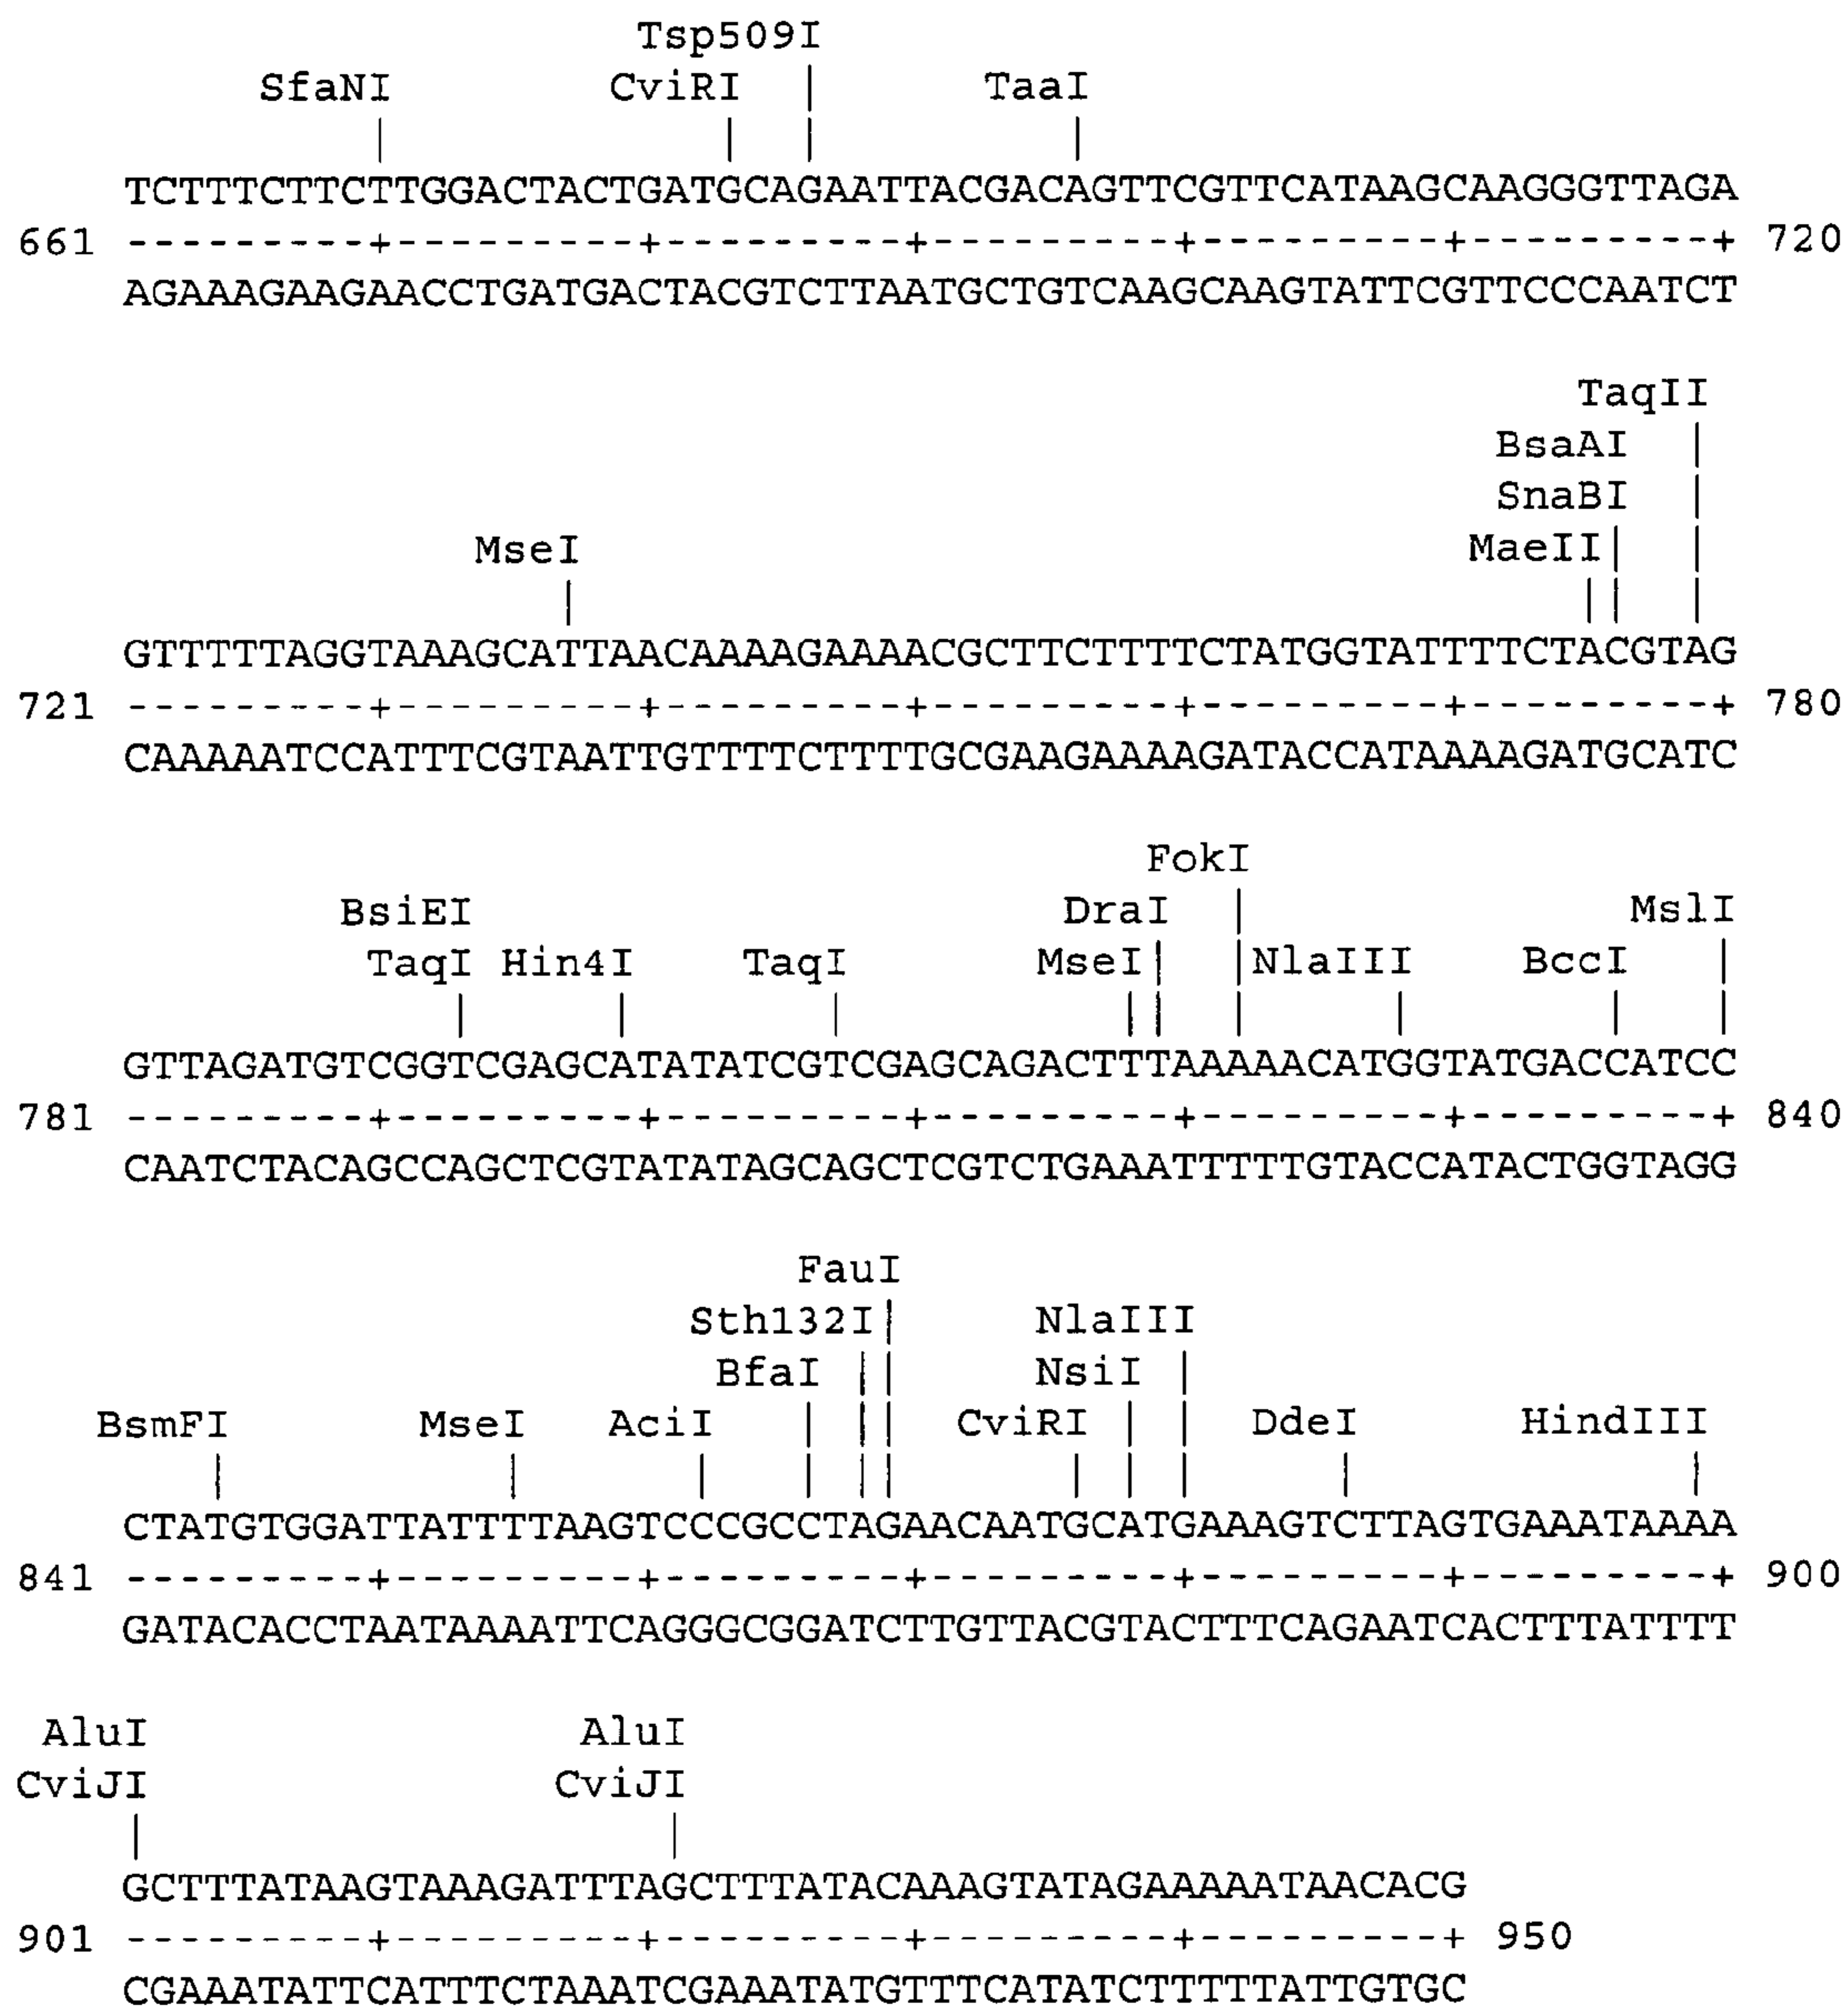 Tsp509I
SfaNI CviRI | TaaI
| | | |
TCTTTCTTCTTGGACTACTGATGCAGAATTACGACAGTTCGTTCATAAGCAAGGGTTAGA
661 ---------+---------+---------+---------+---------+---------+ 720
AGAAAGAAGAACCTGATGACTACGTCTTAATGCTGTCAAGCAAGTATTCGTTCCCAATCT
TaqII
BsaAI |
SnaBI |
MseI MaeII| |
| | | |
GTTTTTAGGTAAAGCATTAACAAAAGAAAACGCTTCTTTTCTATGGTATTTTCTACGTAG
721 ---------+---------+---------+---------+---------+---------+ 780
CAAAAATCCATTTCGTAATTGTTTTCTTTTGCGAAGAAAAGATACCATAAAAGATGCATC
FokI
BsiEI DraI | MslI
TaqI Hin4I TaqI MseI| |NlaIII BccI |
| | | | | | | | |
GTTAGATGTCGGTCGAGCATATATCGTCGAGCAGACTTTAAAAACATGGTATGACCATCC
781 ---------+---------+---------+---------+---------+---------+ 840
CAATCTACAGCCAGCTCGTATATAGCAGCTCGTCTGAAATTTTTGTACCATACTGGTAGG
FauI
Sth132I| NlaIII
BfaI || NsiI |
BsmFI MseI AciI | || CviRI | | DdeI HindIII
| | | | || | | | | |
CTATGTGGATTATTTTAAGTCCCGCCTAGAACAATGCATGAAAGTCTTAGTGAAATAAAA
841 ---------+---------+---------+---------+---------+---------+ 900
GATACACCTAATAAAATTCAGGGCGGATCTTGTTACGTACTTTCAGAATCACTTTATTTT
AluI AluI
CviJI CviJI
| |
GCTTTATAAGTAAAGATTTAGCTTTATACAAAGTATAGAAAAATAACACG
901 ---------+---------+---------+---------+---------+ 950
CGAAATATTCATTTCTAAATCGAAATATGTTTCATATCTTTTTATTGTGC